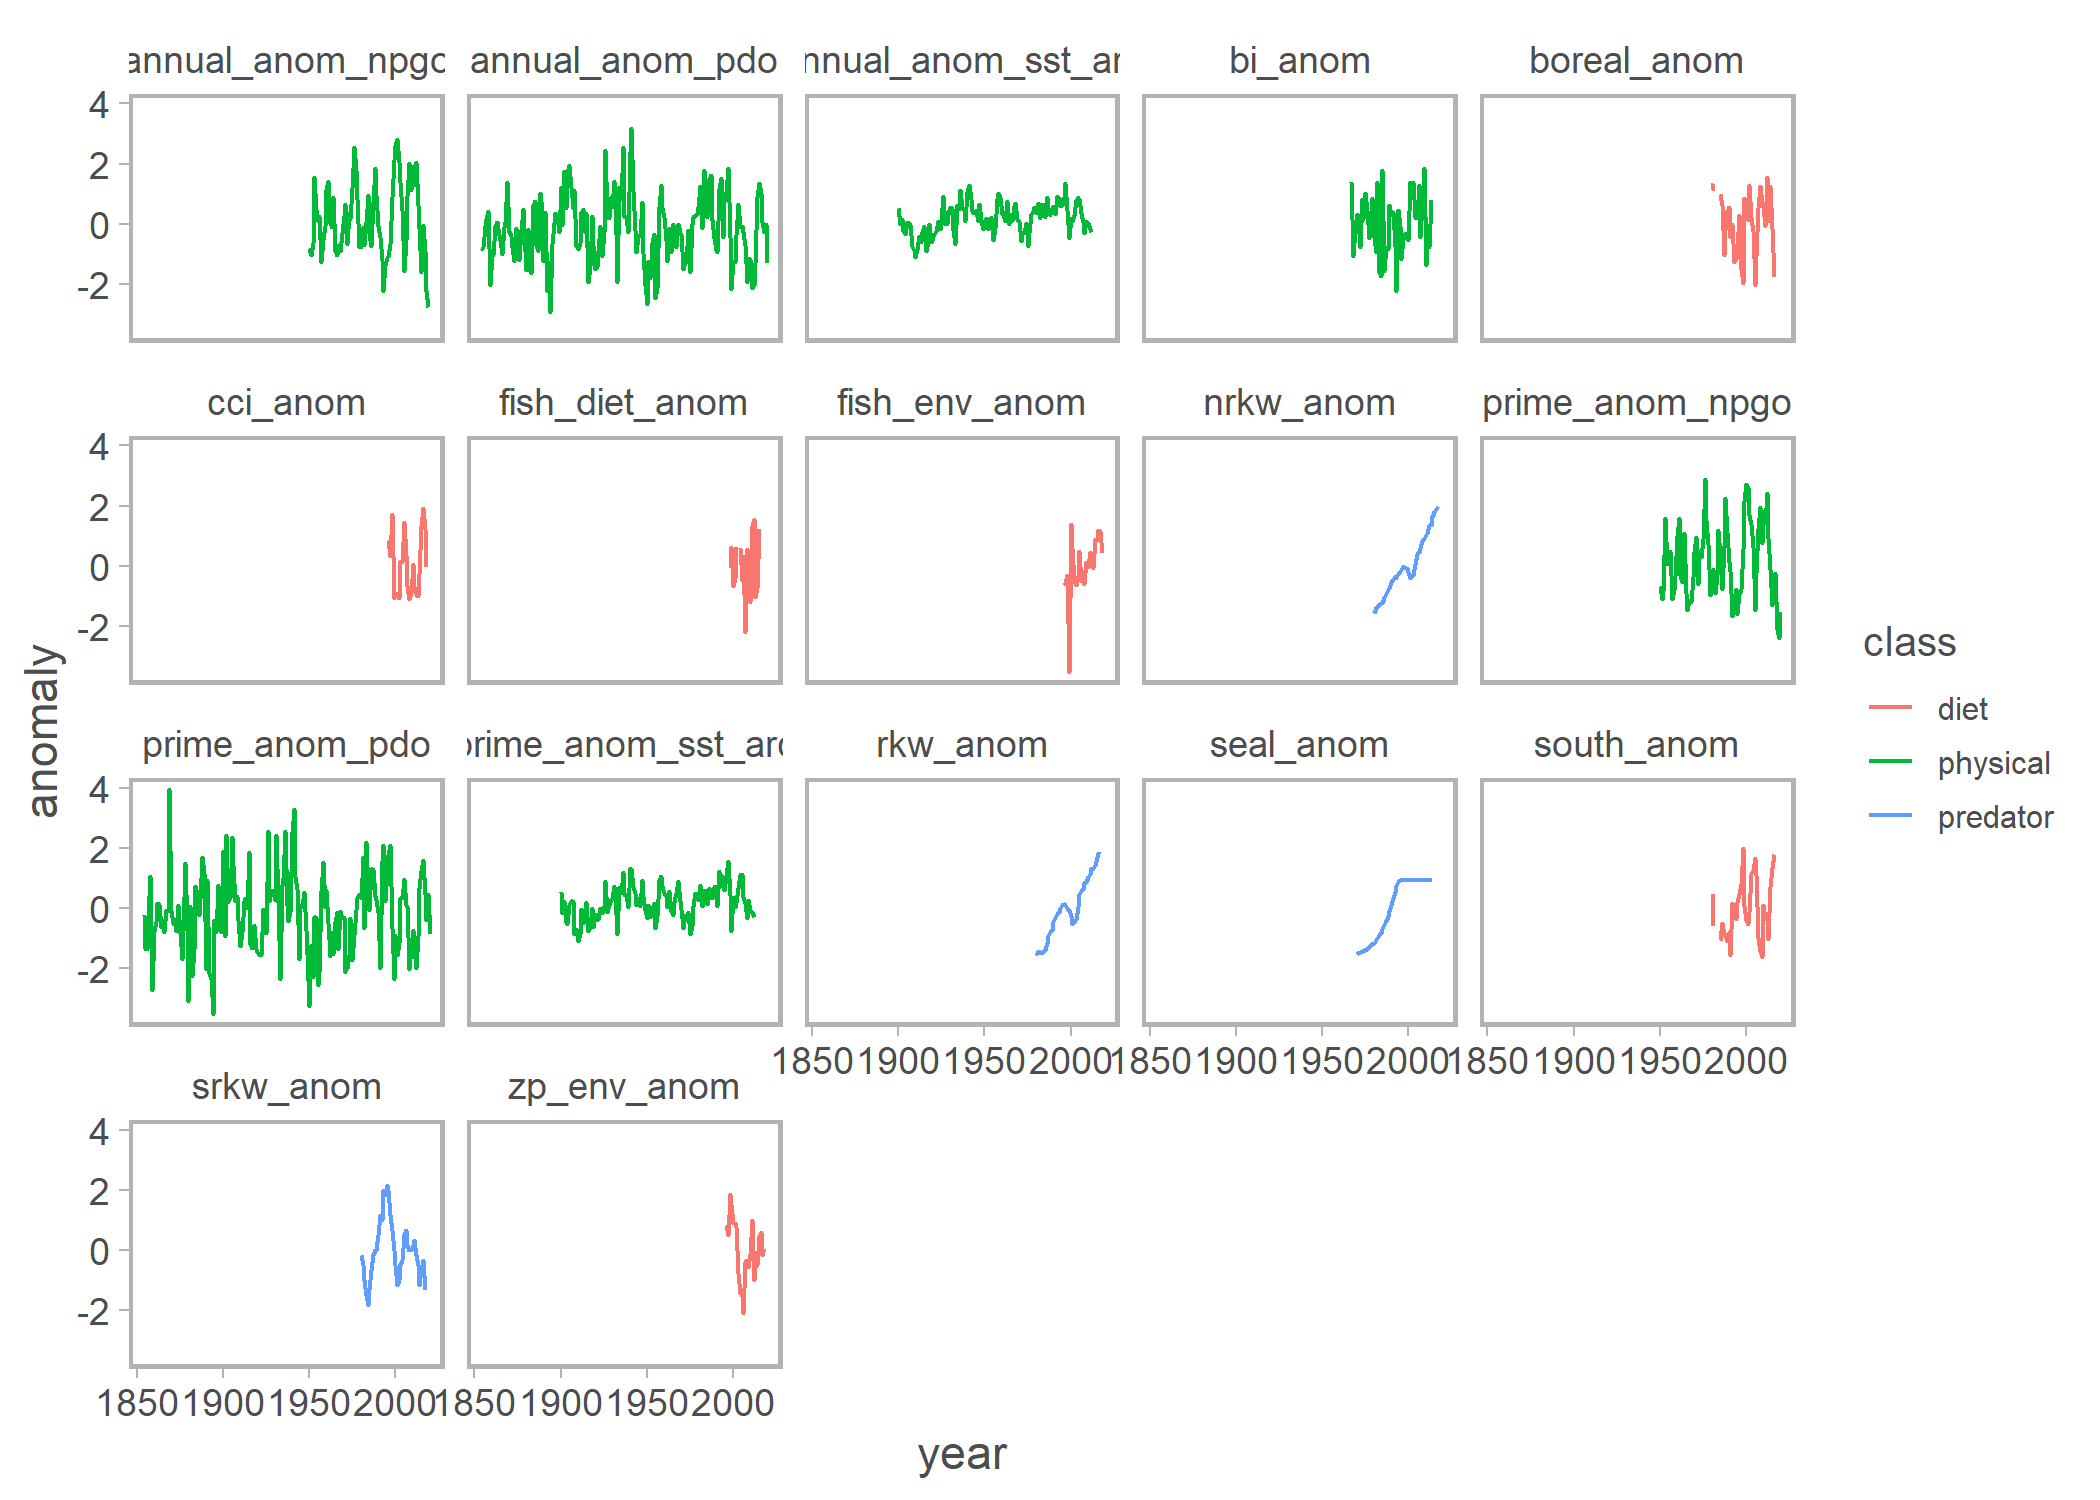 annual_anom_npgo annual_anom_pdo nnual_anom_sst_ar bi_anom boreal_anom
4
2
0
-2
cci_anom fish_diet_anom fish_env_anom nrkw_anom prime_anom_npgo
4
2
0
-2
prime_anom_pdo prime_anom_sst_arc rkw_anom seal_anom south_anom
4
2
0
-2
1850 1900 1950 2000 1850 1900 1950 2000 1850 1900 1950 2000
srkw_anom zp_env_anom
4
2
0
-2
1850 1900 1950 2000 1850 1900 1950 2000
year
anomaly
class
diet
physical
predator